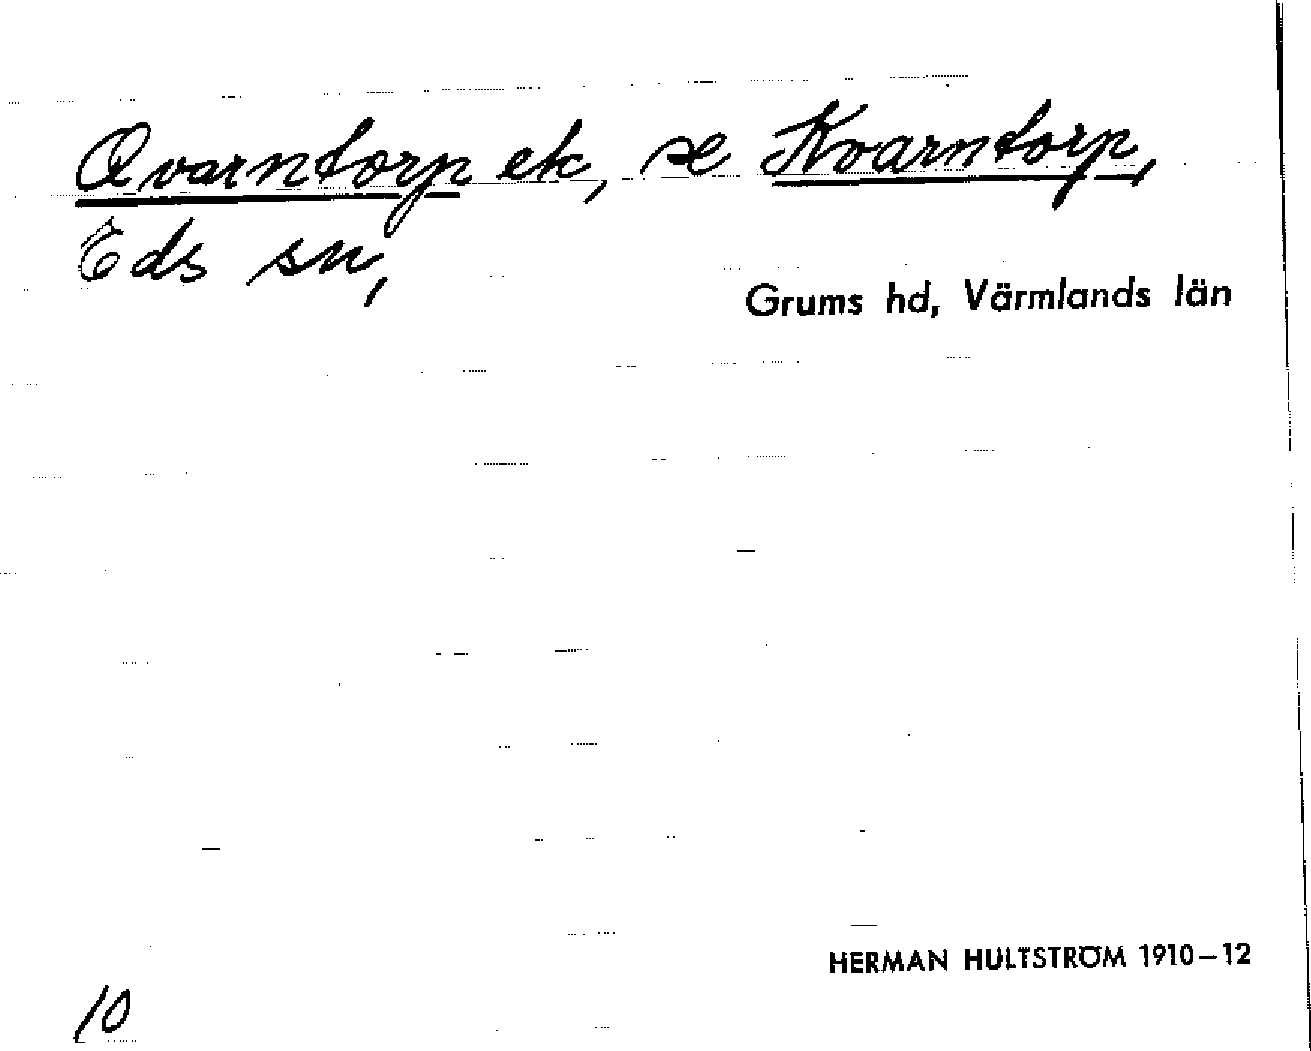 Qvarntorp etc, se Kvarntorp,
Eds sn,
Grums hd, Värmlands län
HERMAN HULTSTRÖM 1910–12
10